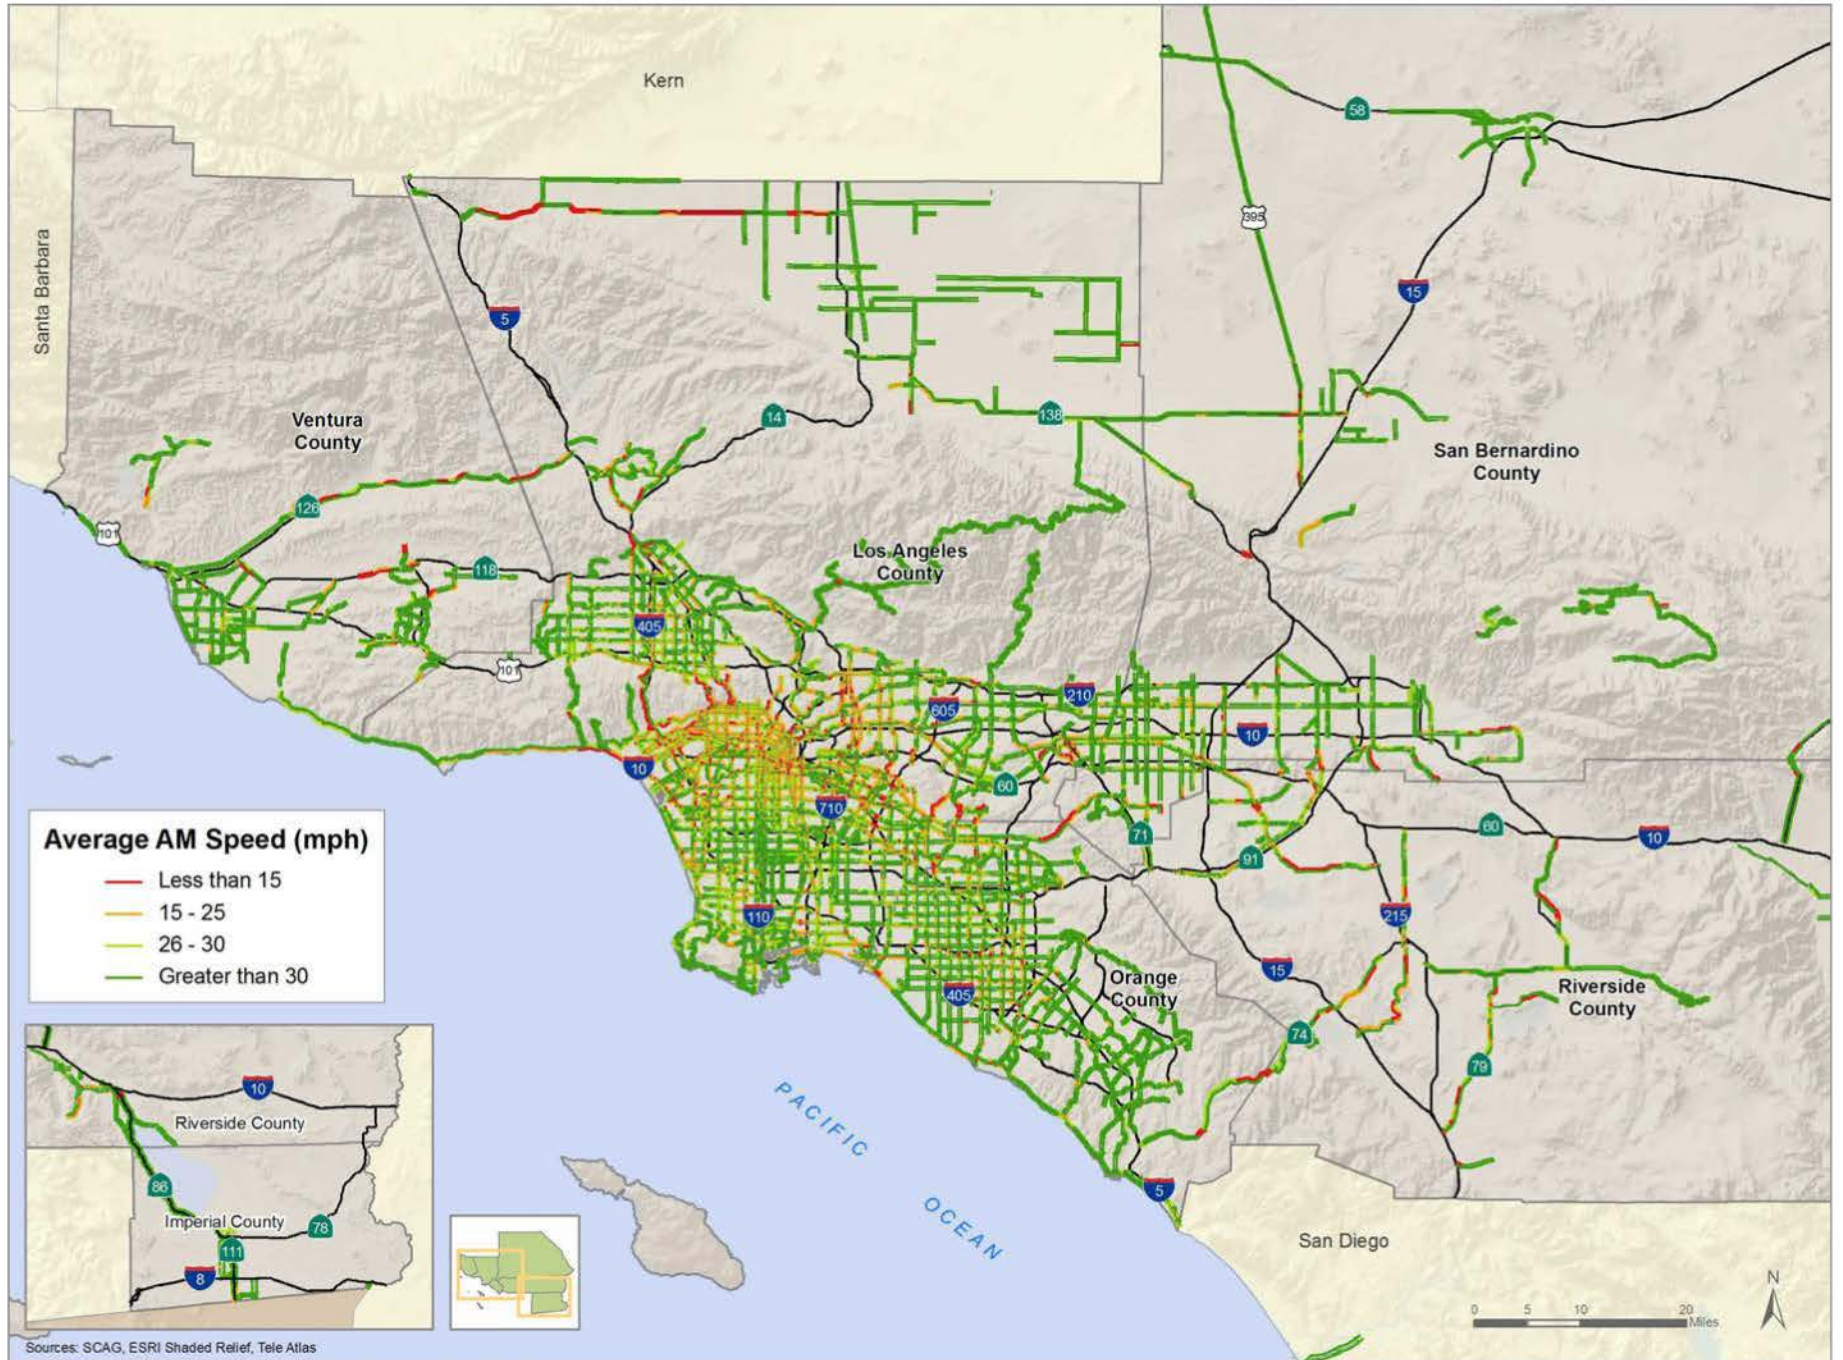 Kern
58
Santa Barbara
395
15
5
Ventura
County
14
138
San Bernardino
County
126
101
Los Angeles
County
118
405
101
210
605
10
10
60
710
71
60
10
91
Average AM Speed (mph)
Less than 15
15 - 25
26 - 30
Greater than 30
110
215
15
Orange
County
405
Riverside
County
74
79
10
Riverside County
PACIFIC
OCEAN
86
5
Imperial County
78
111
8
San Diego
N
0 5 10 20
Miles
Sources: SCAG, ESRI Shaded Relief, Tele Atlas